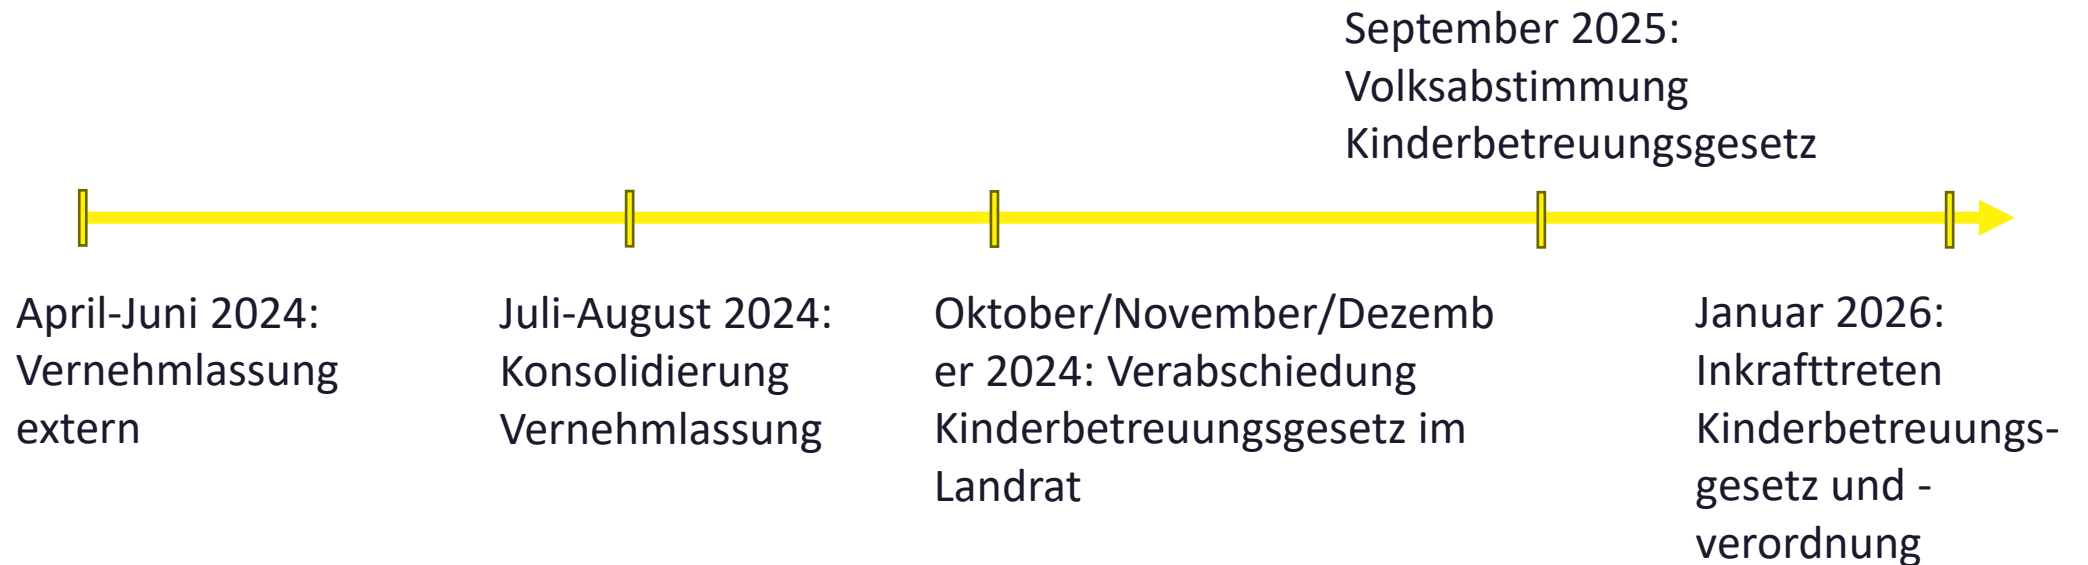 September 2025:
Volksabstimmung
Kinderbetreuungsgesetz
April-Juni 2024:
Vernehmlassung
extern
Juli-August 2024:
Konsolidierung
Vernehmlassung
Oktober/November/Dezemb
er 2024: Verabschiedung
Kinderbetreuungsgesetz im
Landrat
Januar 2026:
Inkrafttreten
Kinderbetreuungs-
gesetz und -
verordnung